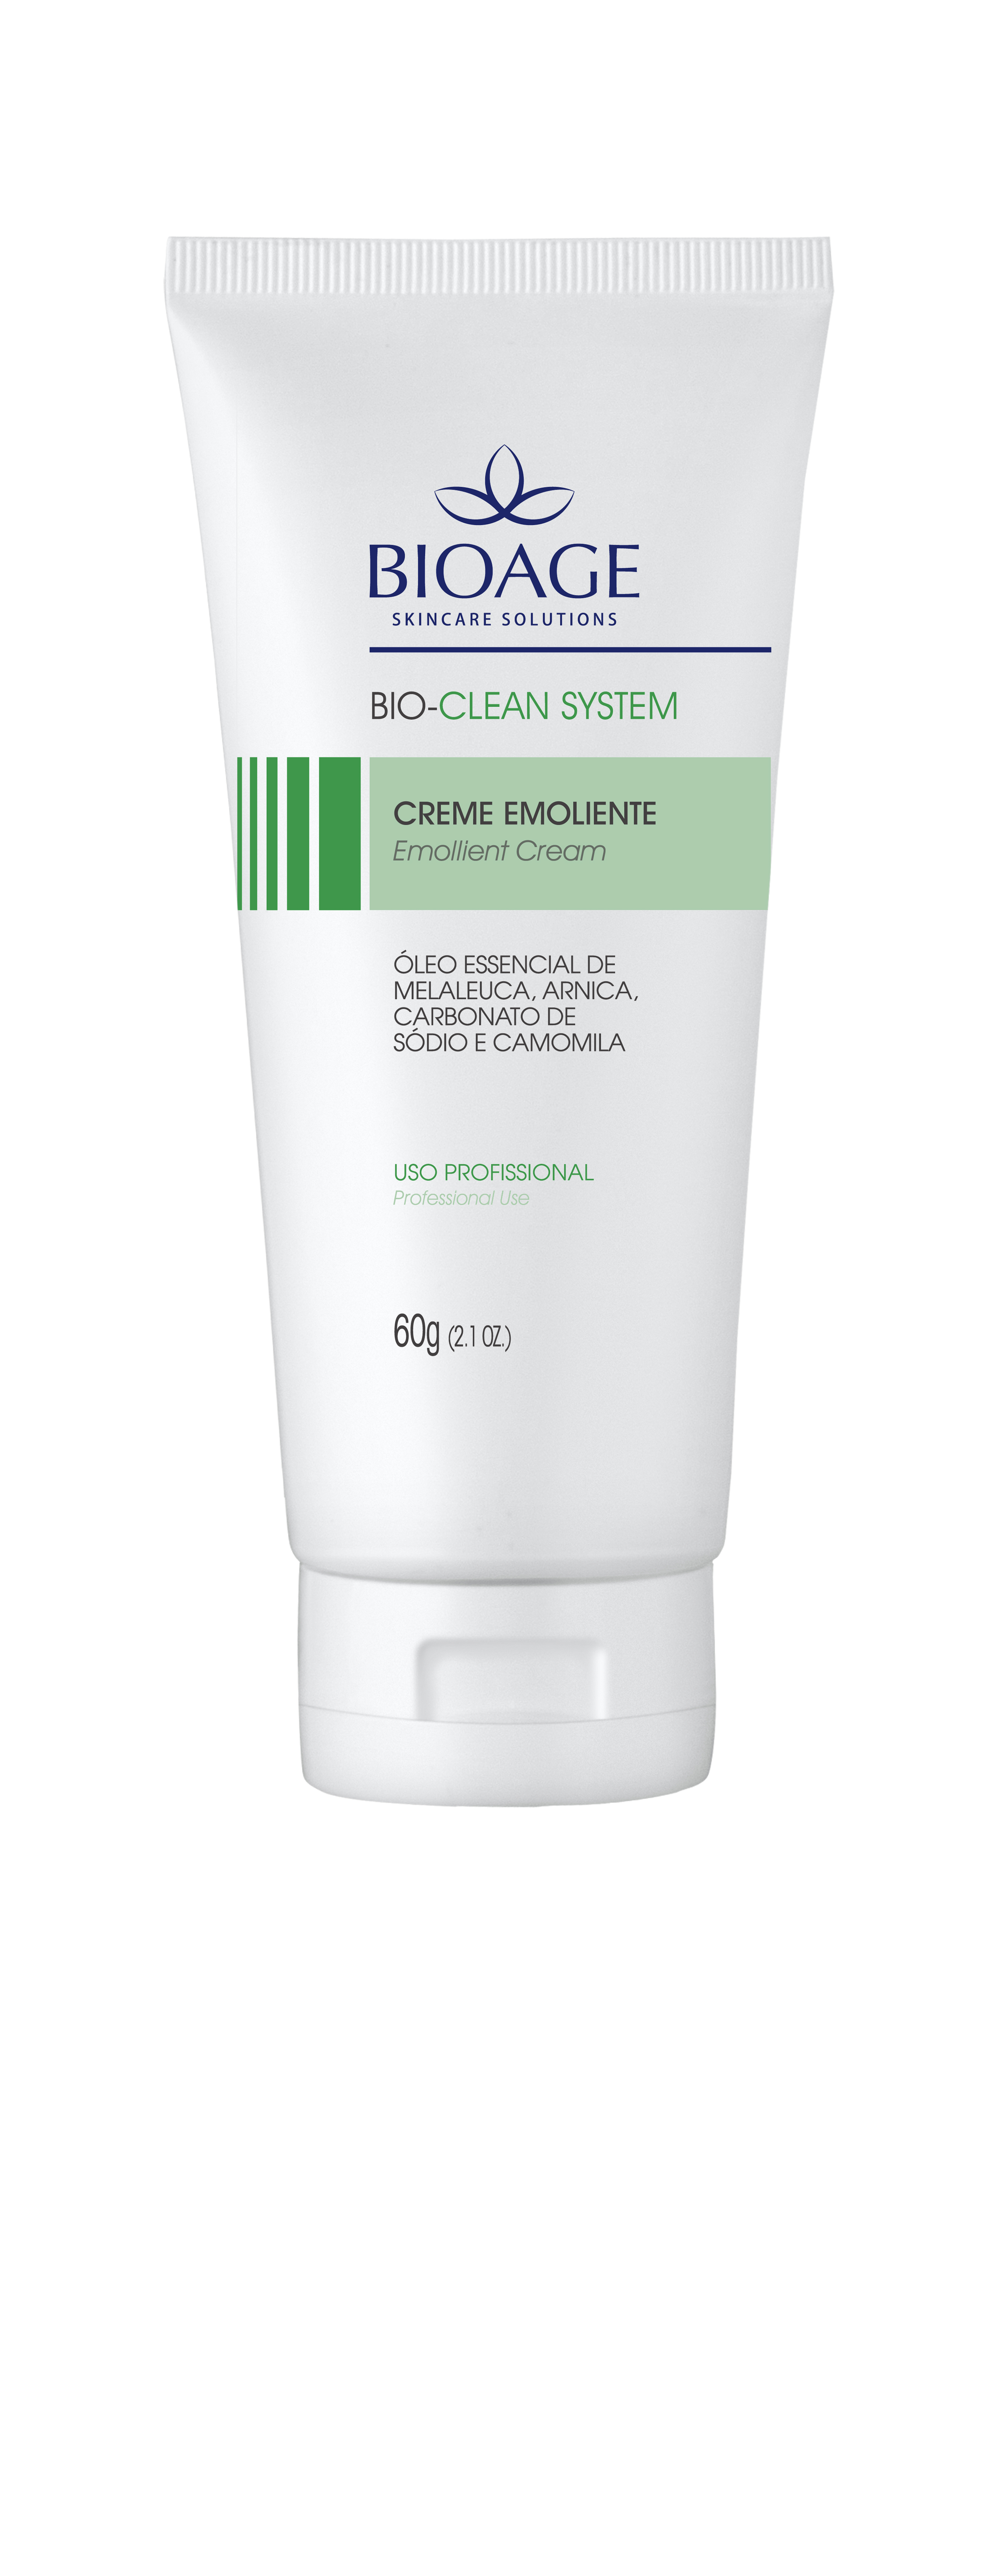 BIOAGE
SKINCARE SOLUTIONS
BIO-CLEAN SYSTEM
CREME EMOLIENTE
Emollient Cream
ÓLEO ESSENCIAL DE
MELALEUCA, ARNICA,
CARBONATO DE
SÓDIO E CAMOMILA
USO PROFISSIONAL
Professional Use
60g (2.1 OZ.)